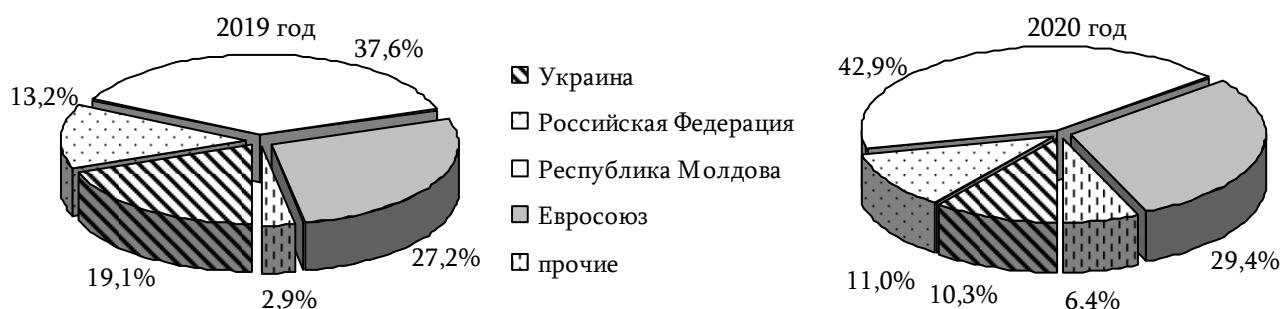 2019 год
37,6%
13,2%
19,1%
2,9%
27,2%
Украина
Российская Федерация
Республика Молдова
Евросоюз
прочие
2020 год
42,9%
11,0%
10,3%
6,4%
29,4%